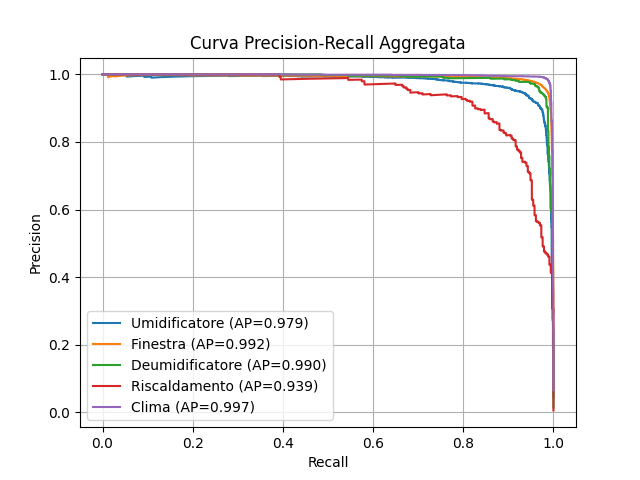 Curva Precision-Recall Aggregata
Precision
1.0
0.8
0.6
0.4
0.2
0.0
Umidificatore (AP=0.979)
Finestra (AP=0.992)
Deumidificatore (AP=0.990)
Riscaldamento (AP=0.939)
Clima (AP=0.997)
0.0 0.2 0.4 0.6 0.8 1.0
Recall